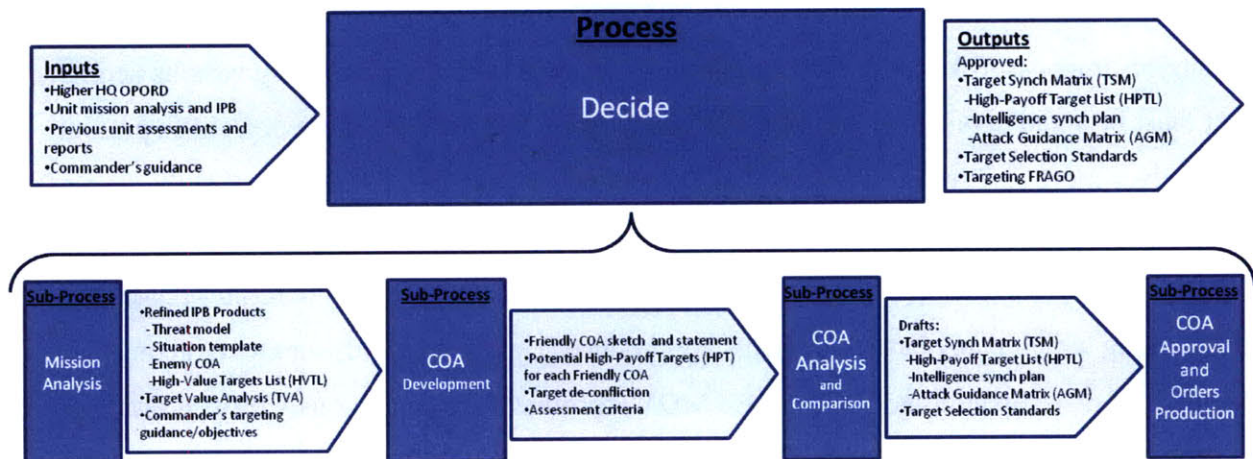 Inputs
•Higher HQ OPORD
•Unit mission analysis and IPB
•Previous unit assessments and
reports
•Commander's guidance
Process
Decide
Outputs
Approved:
•Target Synch Matrix (TSM)
-High-Payoff Target List (HPTL)
-Intelligence synch plan
-Attack Guidance Matrix (AGM)
•Target Selection Standards
•Targeting FRAGO
Sub-Process
Mission
Analysis
•Refined IPB Products
- Threat model
- Situation template
-Enemy COA
-High-Value Targets List (HVTL)
•Target Value Analysis (TVA)
•Commander's targeting
guidance/objectives
Sub-Process
COA
Development
•Friendly COA sketch and statement
•Potential High-Payoff Targets (HPT)
for each Friendly COA
•Target de-confliction
•Assessment criteria
Sub-Process
COA
Analysis
and
Comparison
Drafts:
•Target Synch Matrix (TSM)
-High-Payoff Target List (HPTL)
-Intelligence synch plan
-Attack Guidance Matrix (AGM)
•Target Selection Standards
Sub-Process
COA
Approval
and
Orders
Production